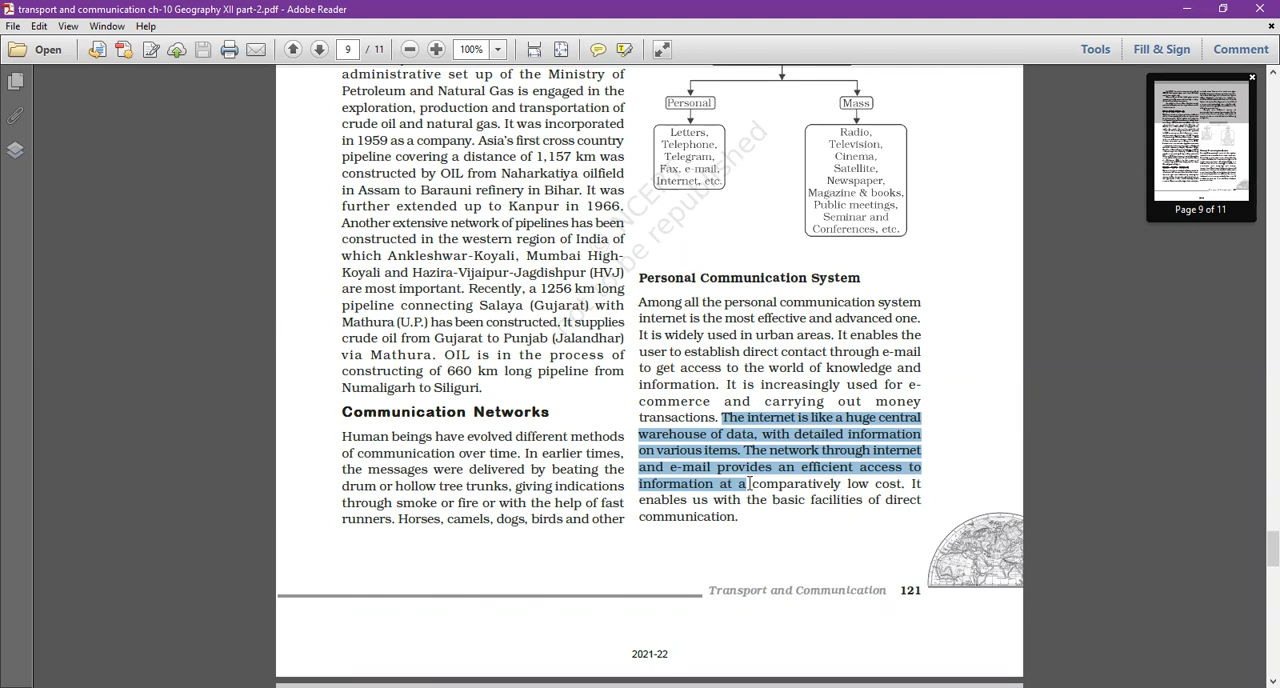 transport and communication ch-10 Geography XII part-2.pdf - Adobe Reader
File Edit View Window Help
Open 9 / 11 100% Tools Fill & Sign Comment
administrative set up of the Ministry of
Petroleum and Natural Gas is engaged in the
exploration, production and transportation of
crude oil and natural gas. It was incorporated
in 1959 as a company. Asia's first cross country
pipeline covering a distance of 1,157 km was
constructed by OIL from Naharkatiya oilfield
in Assam to Barauni refinery in Bihar. It was
further extended up to Kanpur in 1966.
Another extensive network of pipelines has been
constructed in the western region of India of
which Ankleshwar-Koyali, Mumbai High-
Koyali and Hazira-Vijaipur-Jagdishpur (HVJ)
are most important. Recently, a 1256 km long
pipeline connecting Salaya (Gujarat) with
Mathura (U.P.) has been constructed. It supplies
crude oil from Gujarat to Punjab (Jalandhar)
via Mathura. OIL is in the process of
constructing of 660 km long pipeline from
Numaligarh to Siliguri.
Communication Networks
Human beings have evolved different methods
of communication over time. In earlier times,
the messages were delivered by beating the
drum or hollow tree trunks, giving indications
through smoke or fire or with the help of fast
runners. Horses, camels, dogs, birds and other
Personal
Letters,
Telephone,
Telegram,
Fax, e-mail,
Internet, etc.
Mass
Radio,
Television,
Cinema,
Satellite,
Newspaper,
Magazine & books,
Public meetings,
Seminar and
Conferences, etc.
Personal Communication System
Among all the personal communication system
internet is the most effective and advanced one.
It is widely used in urban areas. It enables the
user to establish direct contact through e-mail
to get access to the world of knowledge and
information. It is increasingly used for e-
commerce and carrying out money
transactions. The internet is like a huge central
warehouse of data, with detailed information
on various items. The network through internet
and e-mail provides an efficient access to
information at a comparatively low cost. It
enables us with the basic facilities of direct
communication.
Transport and Communication 121
2021-22
Page 9 of 11